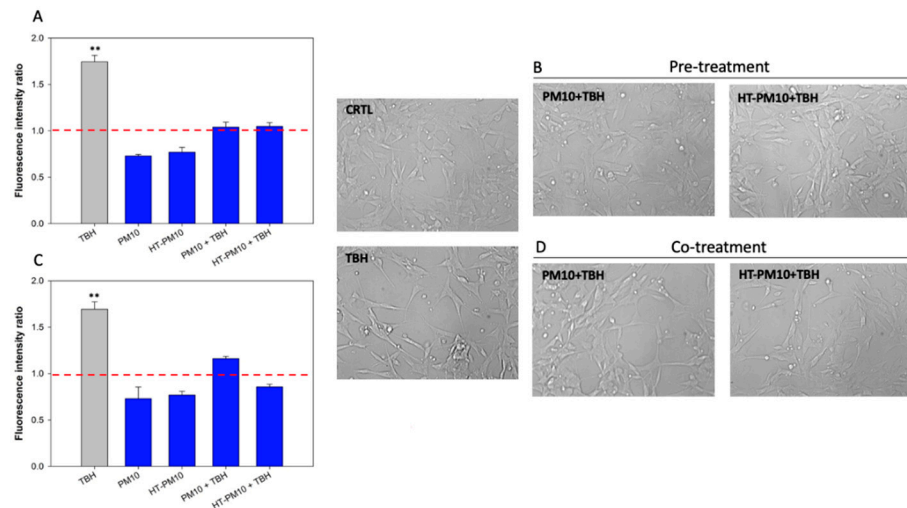 A
Fluorescence intensity ratio
2.0
1.5
1.0
0.5
0.0
**
TBH
PM10
HT-PM10
PM10 + TBH
HT-PM10 + TBH
C
Fluorescence intensity ratio
2.0
1.5
1.0
0.5
0.0
**
TBH
PM10
HT-PM10
PM10 + TBH
HT-PM10 + TBH
CRTL
TBH
B
Pre-treatment
PM10+TBH
HT-PM10+TBH
D
Co-treatment
PM10+TBH
HT-PM10+TBH